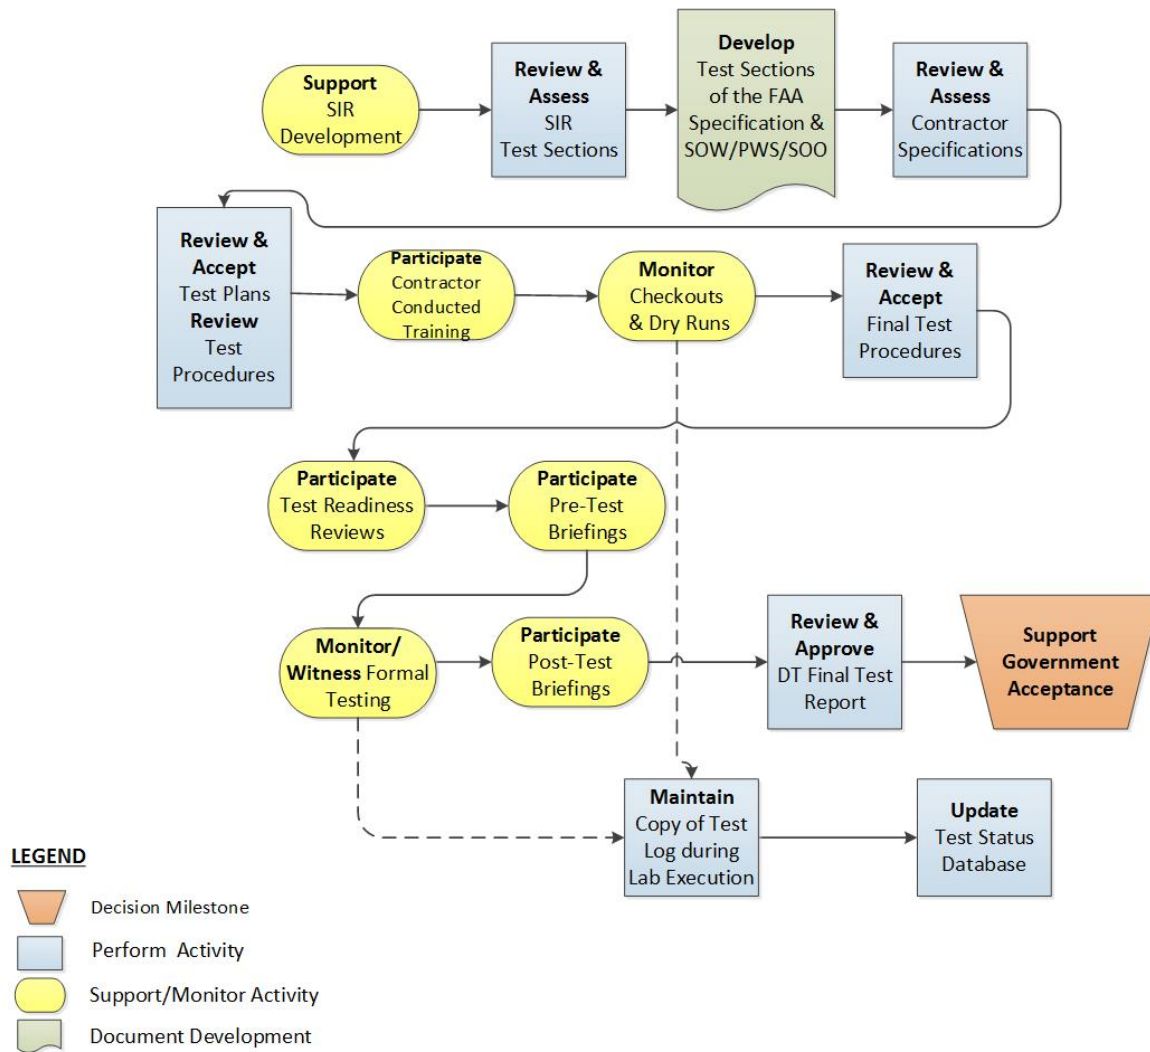 Support
SIR
Development
Review &
Assess
SIR
Test Sections
Develop
Test Sections
of the FAA
Specification &
SOW/PWS/SOO
Review &
Assess
Contractor
Specifications
Review &
Accept
Test Plans
Review
Test
Procedures
Participate
Contractor
Conducted
Training
Monitor
Checkouts
& Dry Runs
Review &
Accept
Final Test
Procedures
Participate
Test Readiness
Reviews
Participate
Pre-Test
Briefings
Monitor/
Witness Formal
Testing
Participate
Post-Test
Briefings
Review &
Approve
DT Final Test
Report
Support
Government
Acceptance
Maintain
Copy of Test
Log during
Lab Execution
Update
Test Status
Database
LEGEND
Decision Milestone
Perform Activity
Support/Monitor Activity
Document Development